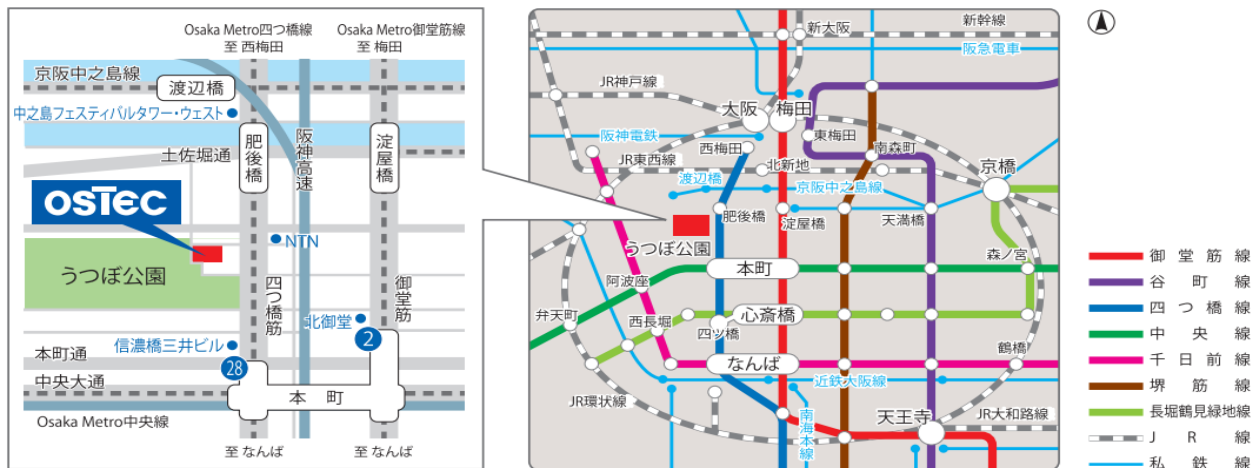 Osaka Metro四つ橋線
至 西梅田
Osaka Metro御堂筋線
至 梅田
京阪中之島線
渡辺橋
中之島フェスティバルタワー・ウェスト
肥後橋
阪神高速
淀屋橋
土佐堀通
OSTEC
NTN
うつぼ公園
四つ橋筋
御堂筋
北御堂
2
信濃橋三井ビル
28
本町通
中央大通
本町
Osaka Metro中央線
至 なんば
至 なんば
新大阪
新幹線
阪急電車
JR神戸線
大阪
梅田
阪神電鉄
東梅田
西梅田
南森町
JR東西線
北新地
京橋
渡辺橋
京阪中之島線
肥後橋
淀屋橋
天満橋
うつぼ公園
森ノ宮
本町
阿波座
弁天町
西長堀
心斎橋
四ツ橋
なんば
鶴橋
近鉄大阪線
JR環状線
南海本線
天王寺
JR大和路線
御堂筋線
谷町線
四つ橋線
中央線
千日前線
堺筋線
長堀鶴見緑地線
JR線
私鉄線